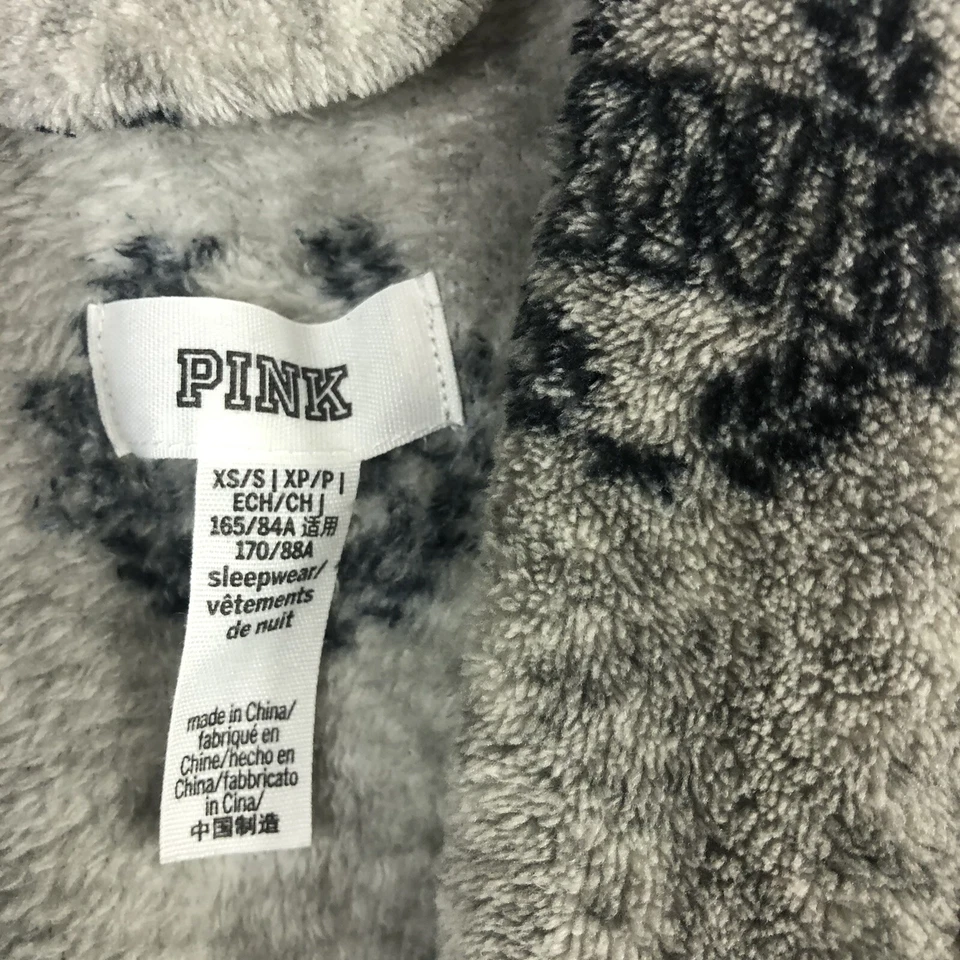 PINK
XS/S | XP/P |
ECH/CH |
165/84A 适用
170/88A
sleepwear/
vêtements
de nuit
made in China/
fabriqué en
Chine/hecho en
China/fabbricato
in Cina/
中国制造